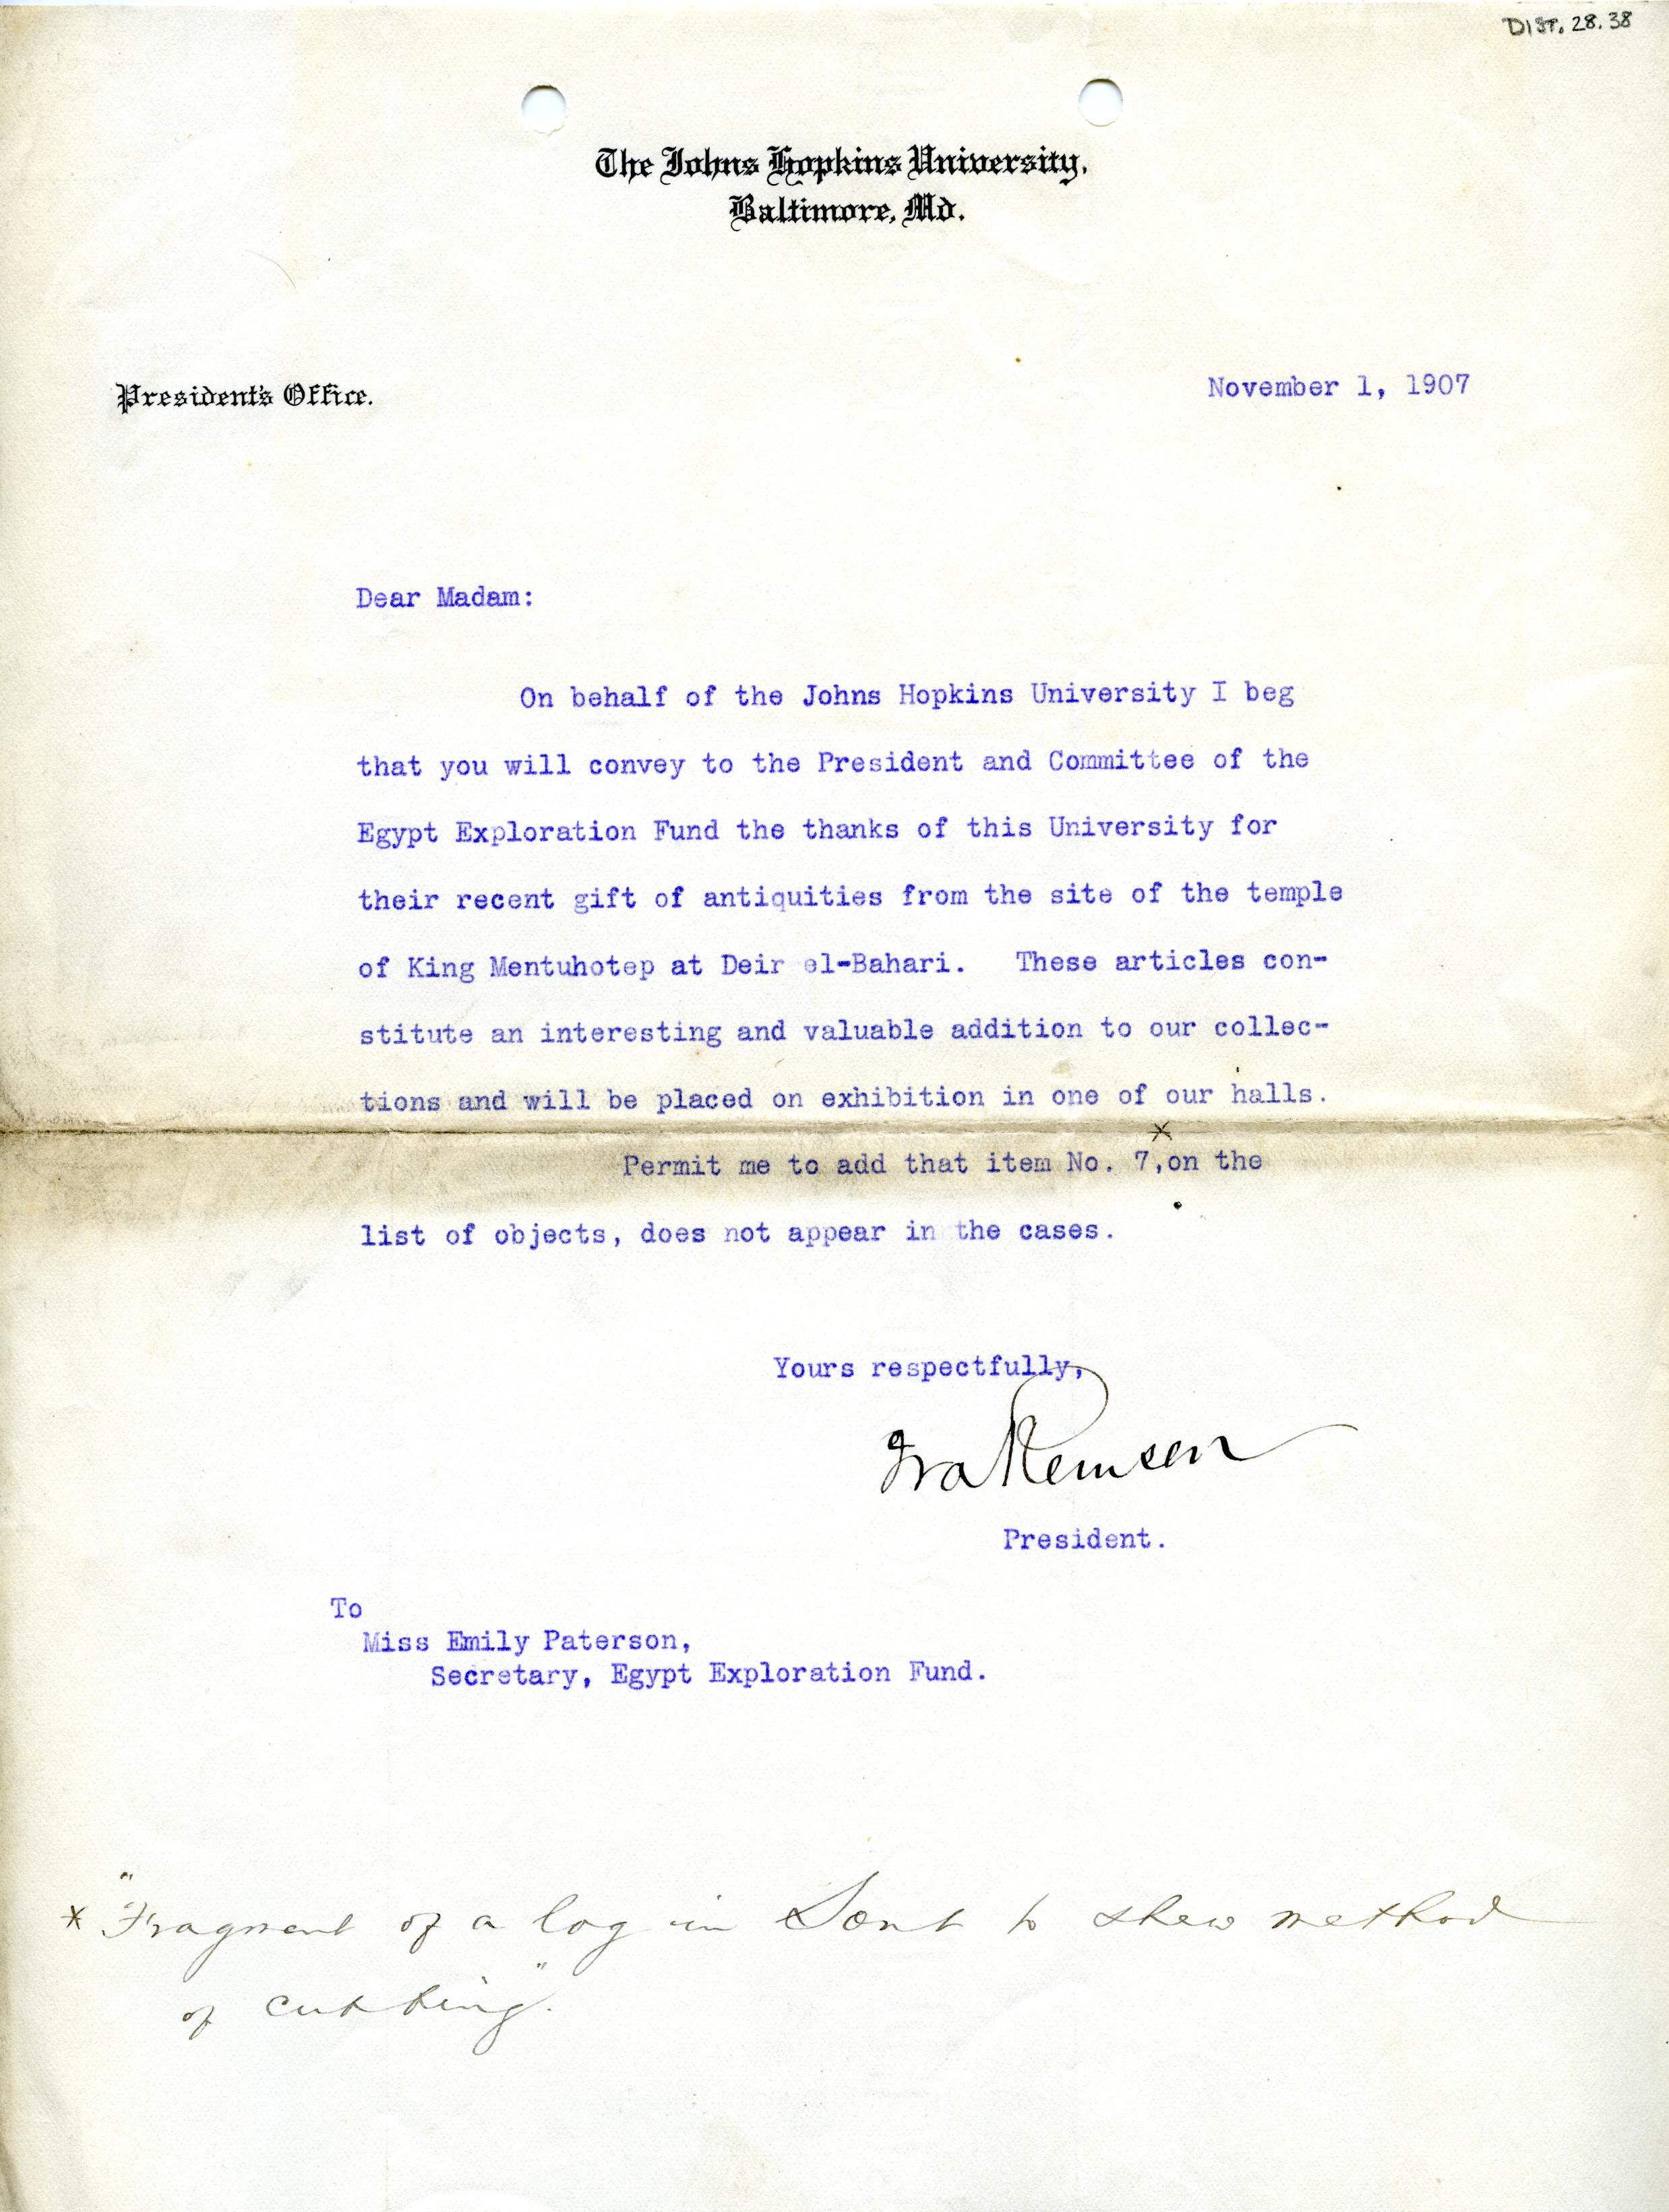 DIST. 28.38
The Johns Hopkins University,
Baltimore, Md.
President's Office.
November 1, 1907
Dear Madam:
On behalf of the Johns Hopkins University I beg
that you will convey to the President and Committee of the
Egypt Exploration Fund the thanks of this University for
their recent gift of antiquities from the site of the temple
of King Mentuhotep at Deir el-Bahari. These articles con-
stitute an interesting and valuable addition to our collec-
tions and will be placed on exhibition in one of our halls.
Permit me to add that item No. 7,* on the
list of objects, does not appear in the cases.
Yours respectfully,
Ira Remsen
President.
To
Miss Emily Paterson,
Secretary, Egypt Exploration Fund.
* "Fragment of a log in Sont to shew method
of cutting".